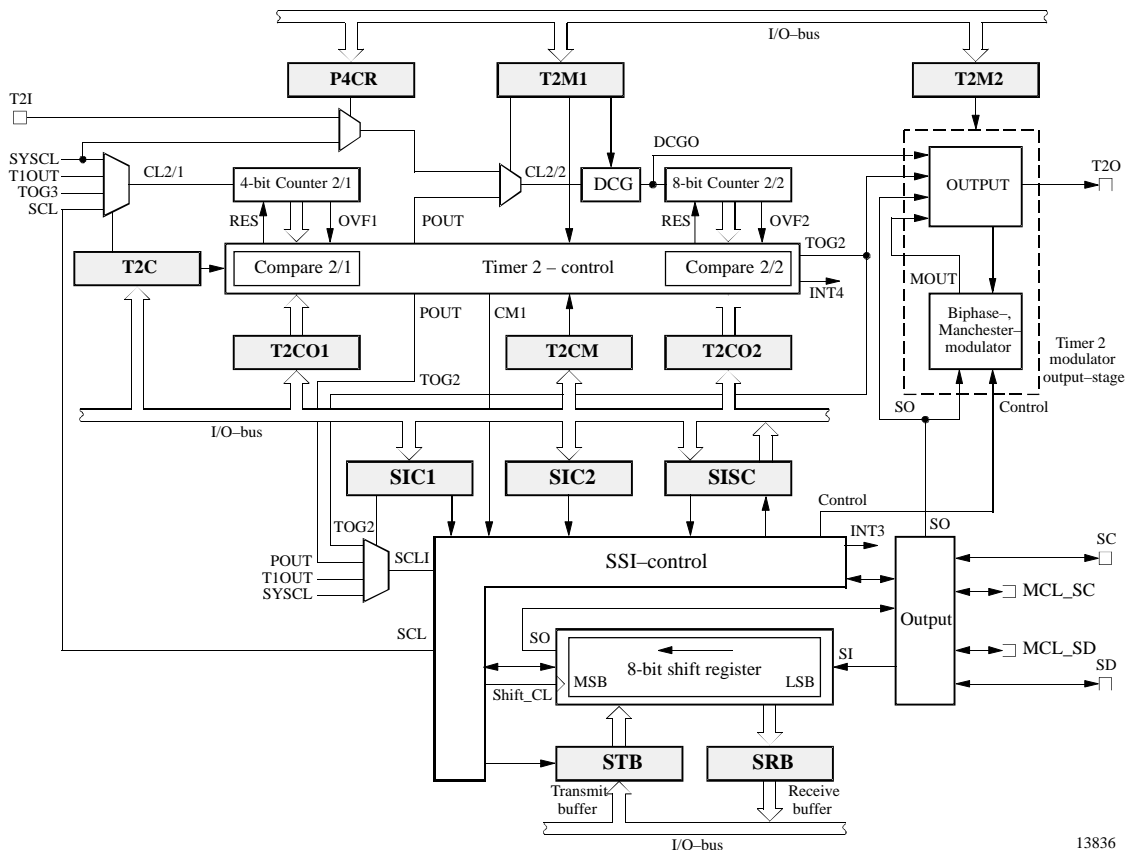 I/O–bus
P4CR
T2M1
T2M2
T2I
SYSCL
T1OUT
TOG3
SCL
CL2/1
4-bit Counter 2/1
CL2/2
DCG
DCGO
8-bit Counter 2/2
OUTPUT
T2O
RES
OVF1
POUT
RES
OVF2
TOG2
T2C
Compare 2/1
Timer 2 – control
Compare 2/2
INT4
MOUT
Biphase–,
Manchester–
modulator
Timer 2
modulator
output–stage
POUT
CM1
T2CO1
T2CM
T2CO2
TOG2
I/O–bus
SO
Control
SIC1
SIC2
SISC
Control
TOG2
POUT
T1OUT
SYSCL
SCLI
SSI–control
INT3
SO
SC
MCL_SC
Output
MCL_SD
SD
SCL
SO
8-bit shift register
MSB
LSB
SI
Shift_CL
STB
SRB
Transmit
buffer
Receive
buffer
I/O–bus
13836